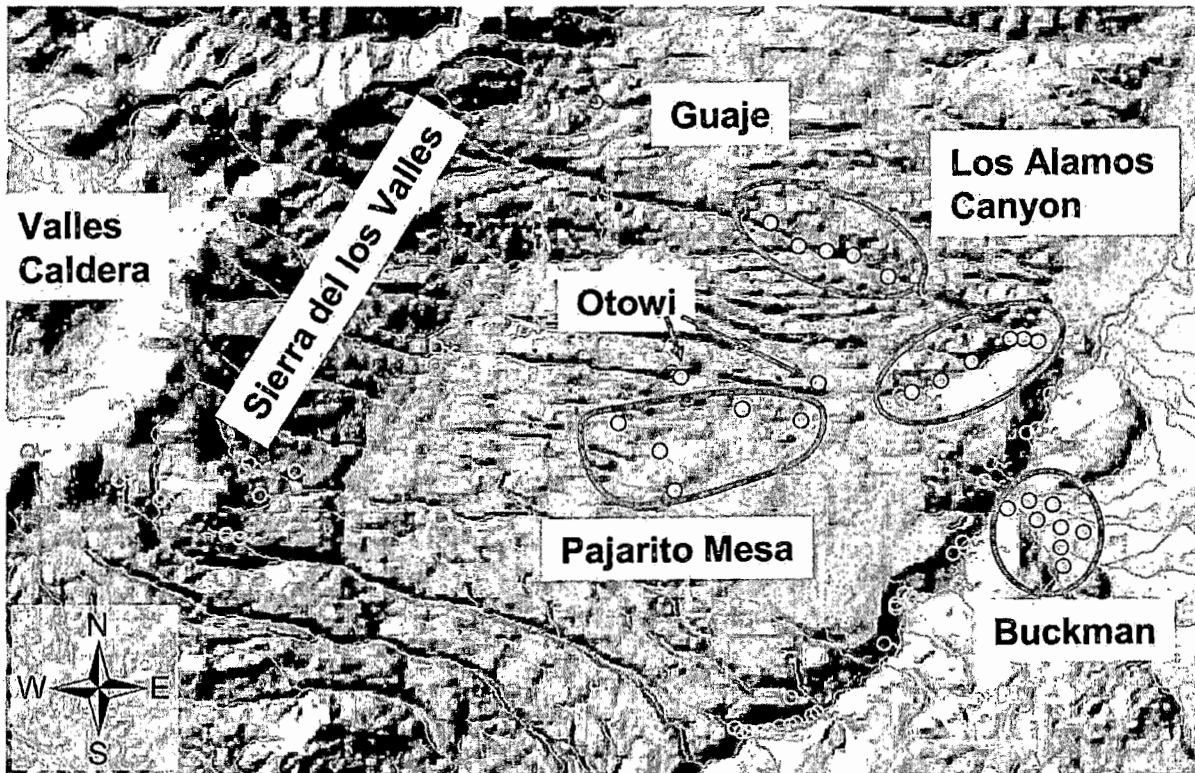 Guaje
Los Alamos
Canyon
Valles
Caldera
Sierra del los Valles
Otowi
Pajarito Mesa
Buckman
N
W E
S